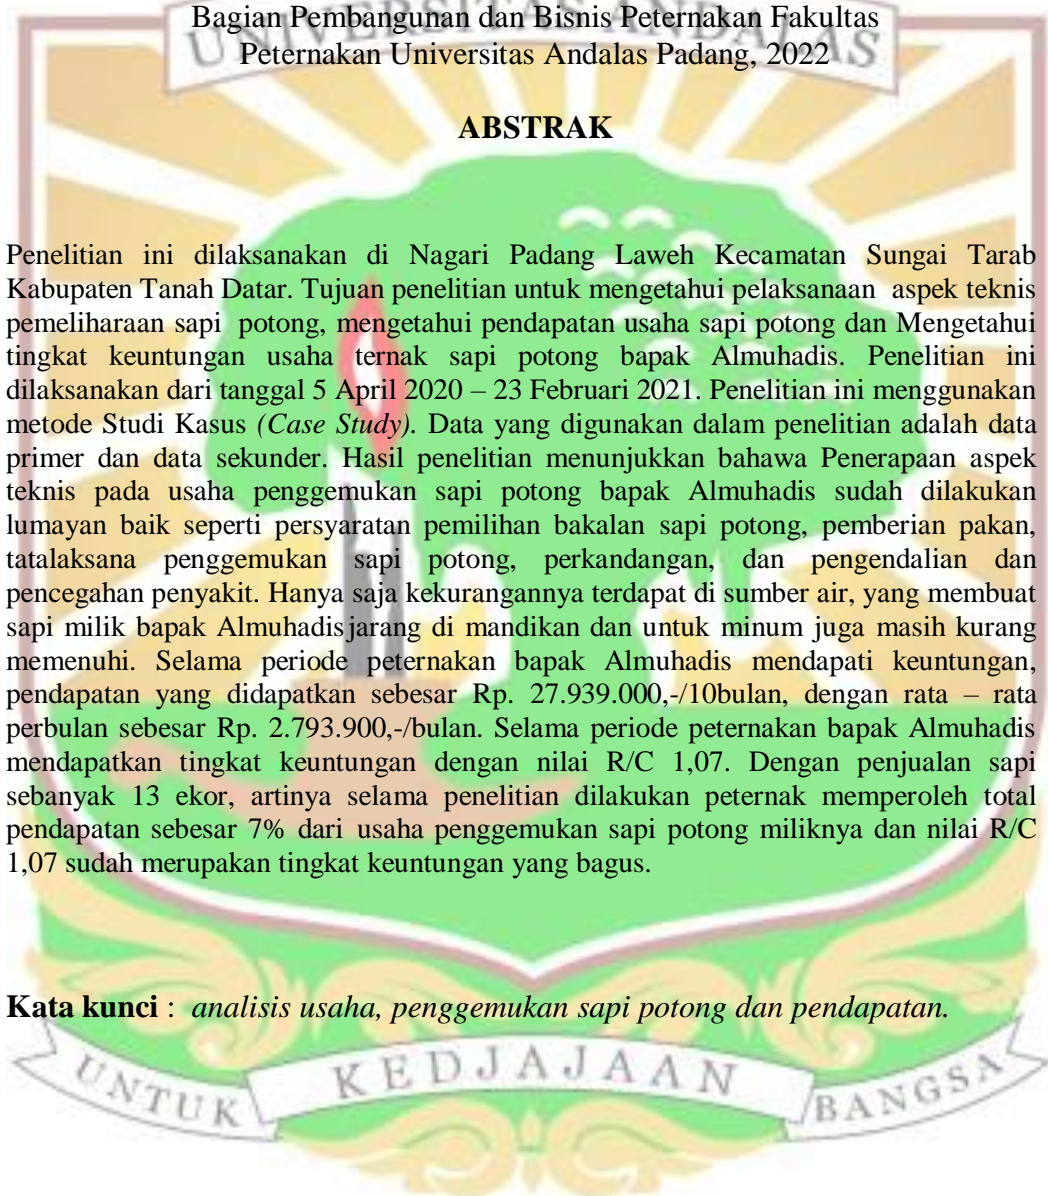 UNIVERSITAS ANDALAS
Bagian Pembangunan dan Bisnis Peternakan Fakultas
Peternakan Universitas Andalas Padang, 2022
ABSTRAK
Penelitian ini dilaksanakan di Nagari Padang Laweh Kecamatan Sungai Tarab
Kabupaten Tanah Datar. Tujuan penelitian untuk mengetahui pelaksanaan aspek teknis
pemeliharaan sapi potong, mengetahui pendapatan usaha sapi potong dan Mengetahui
tingkat keuntungan usaha ternak sapi potong bapak Almuhadis. Penelitian ini
dilaksanakan dari tanggal 5 April 2020 – 23 Februari 2021. Penelitian ini menggunakan
metode Studi Kasus (Case Study). Data yang digunakan dalam penelitian adalah data
primer dan data sekunder. Hasil penelitian menunjukkan bahawa Penerapaan aspek
teknis pada usaha penggemukan sapi potong bapak Almuhadis sudah dilakukan
lumayan baik seperti persyaratan pemilihan bakalan sapi potong, pemberian pakan,
tatalaksana penggemukan sapi potong, perkandangan, dan pengendalian dan
pencegahan penyakit. Hanya saja kekurangannya terdapat di sumber air, yang membuat
sapi milik bapak Almuhadisjarang di mandikan dan untuk minum juga masih kurang
memenuhi. Selama periode peternakan bapak Almuhadis mendapati keuntungan,
pendapatan yang didapatkan sebesar Rp. 27.939.000,-/10bulan, dengan rata – rata
perbulan sebesar Rp. 2.793.900,-/bulan. Selama periode peternakan bapak Almuhadis
mendapatkan tingkat keuntungan dengan nilai R/C 1,07. Dengan penjualan sapi
sebanyak 13 ekor, artinya selama penelitian dilakukan peternak memperoleh total
pendapatan sebesar 7% dari usaha penggemukan sapi potong miliknya dan nilai R/C
1,07 sudah merupakan tingkat keuntungan yang bagus.
Kata kunci : analisis usaha, penggemukan sapi potong dan pendapatan.
UNTUK KEDJAJAAN BANGSA